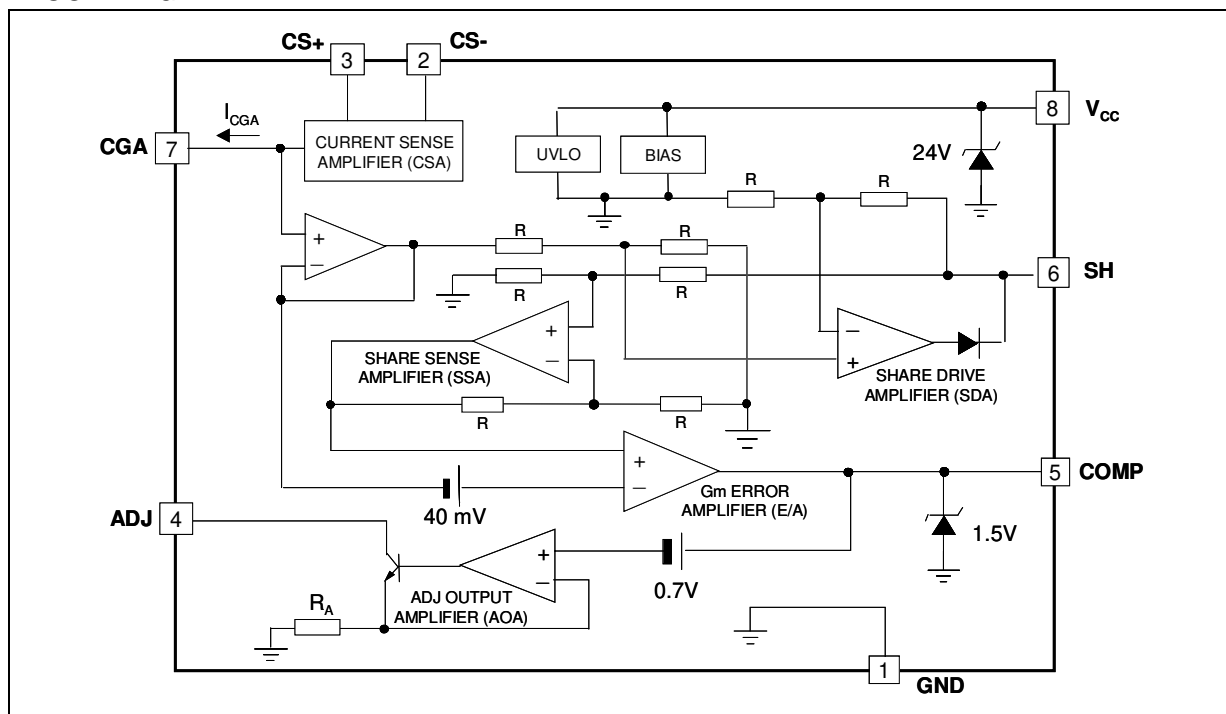 CS+
CS-
3
2
I_CGA
CGA
7
CURRENT SENSE
AMPLIFIER (CSA)
UVLO
BIAS
8
V_CC
24V
R
R
+
−
R
R
R
R
6
SH
+
−
SHARE SENSE
AMPLIFIER (SSA)
−
+
SHARE DRIVE
AMPLIFIER (SDA)
R
R
+
−
Gm ERROR
AMPLIFIER (E/A)
5
COMP
40 mV
ADJ
4
1.5V
+
−
0.7V
ADJ OUTPUT
AMPLIFIER (AOA)
R_A
1
GND